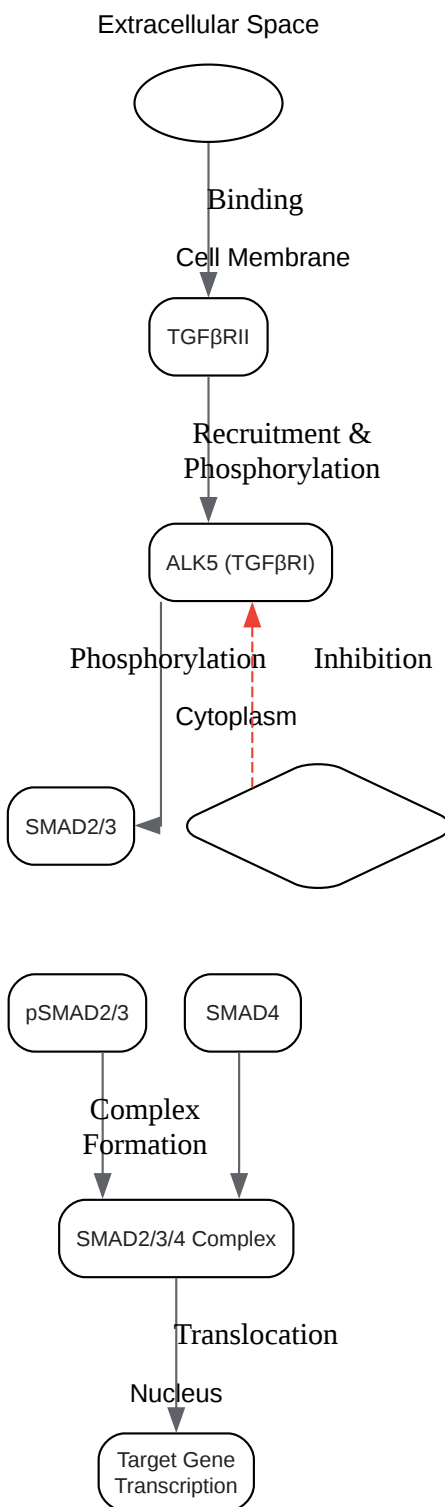 Extracellular Space
Binding
Cell Membrane
TGFβRII
Recruitment &
Phosphorylation
ALK5 (TGFβRI)
Phosphorylation
Inhibition
Cytoplasm
SMAD2/3
pSMAD2/3
SMAD4
Complex
Formation
SMAD2/3/4 Complex
Translocation
Nucleus
Target Gene
Transcription